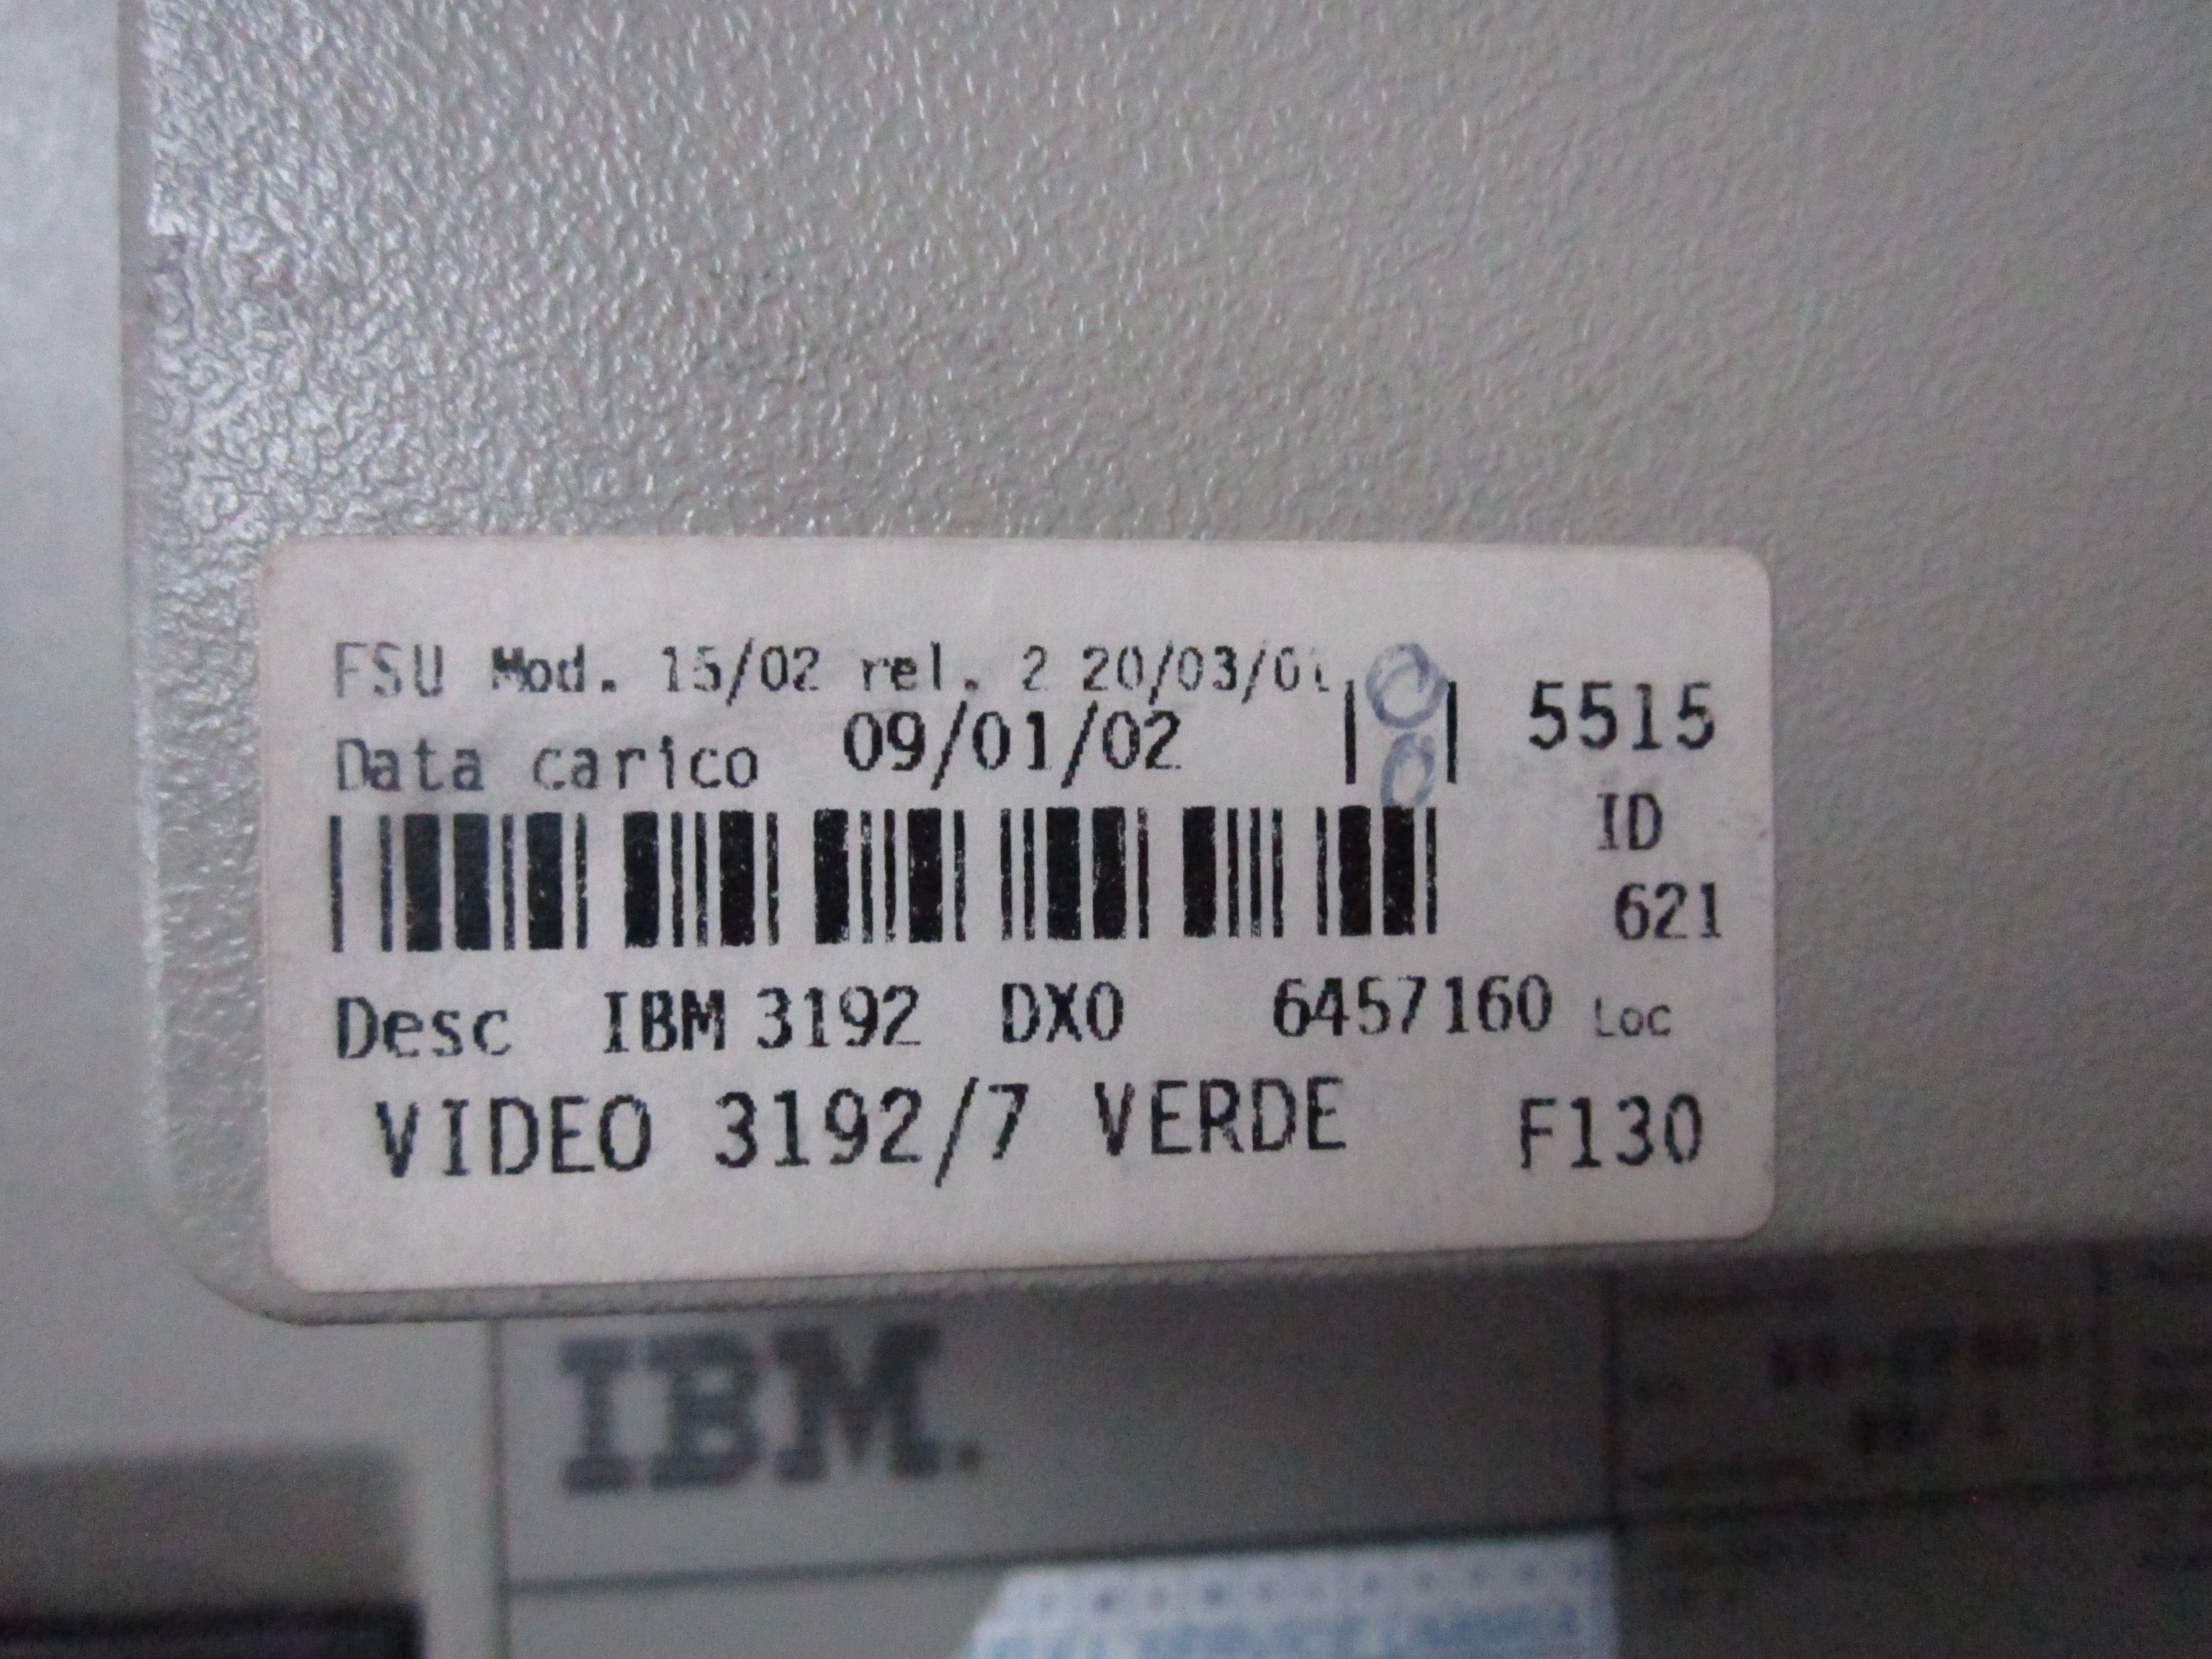 FSU Mod. 15/02 rel. 2 20/03/01
Data carico 09/01/02
5515
ID
621
Desc IBM 3192 DX0 6457160 Loc
VIDEO 3192/7 VERDE F130
IBM.